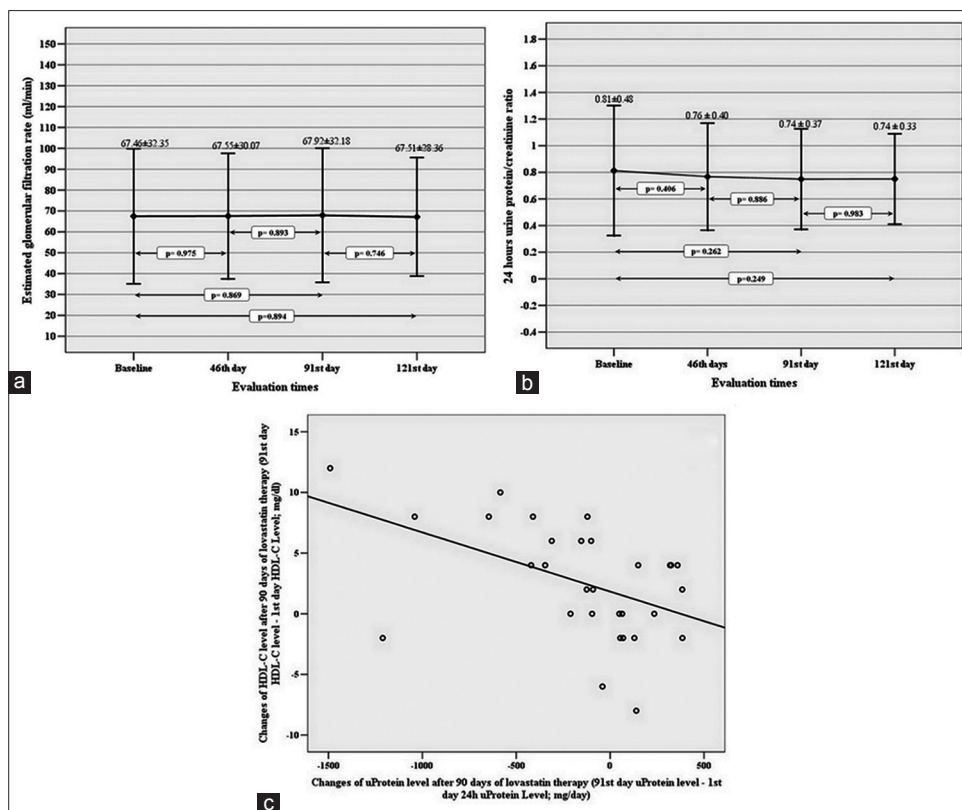 150
140
130
120
110
100
90
80
70
60
50
40
30
20
10
Estimated glomerular filtration rate (ml/min)
67.46±32.35
67.55±30.07
67.92±32.18
67.51±28.36
p=0.893
p=0.975
p=0.746
p=0.869
p=0.894
Baseline
46th day
91st day
121st day
Evaluation times
a
1.8
1.6
1.4
1.2
1.0
0.8
0.6
0.4
0.2
0
-0.2
-0.4
24 hours urine protein/creatinine ratio
0.81±0.48
0.76±0.40
0.74±0.37
0.74±0.33
p=0.406
p=0.886
p=0.983
p=0.262
p=0.249
Baseline
46th days
91st day
121st day
Evaluation times
b
15
10
5
0
-5
-10
Changes of HDL-C level after 90 days of lovastatin therapy (91st day
HDL-C level - 1st day HDL-C Level; mg/dl)
-1500
-1000
-500
0
500
Changes of uProtein level after 90 days of lovastatin therapy (91st day uProtein level - 1st
day 24h uProtein Level; mg/day)
c